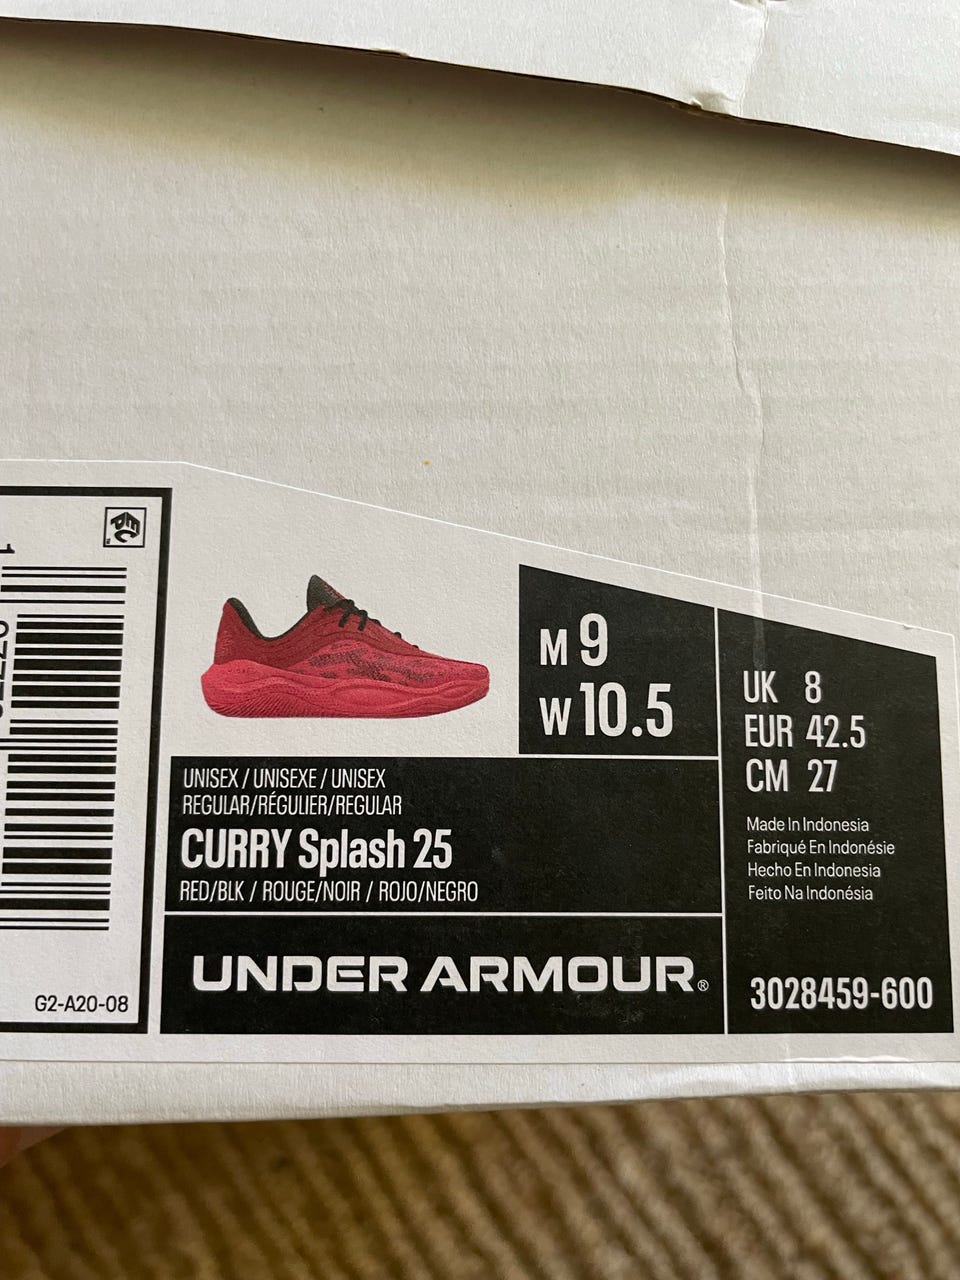 M 9
W 10.5
UK 8
EUR 42.5
CM 27
UNISEX / UNISEXE / UNISEX
REGULAR/RÉGULIER/REGULAR
CURRY Splash 25
RED/BLK / ROUGE/NOIR / ROJO/NEGRO
Made In Indonesia
Fabriqué En Indonésie
Hecho En Indonesia
Feito Na Indonésia
UNDER ARMOUR®
3028459-600
G2-A20-08